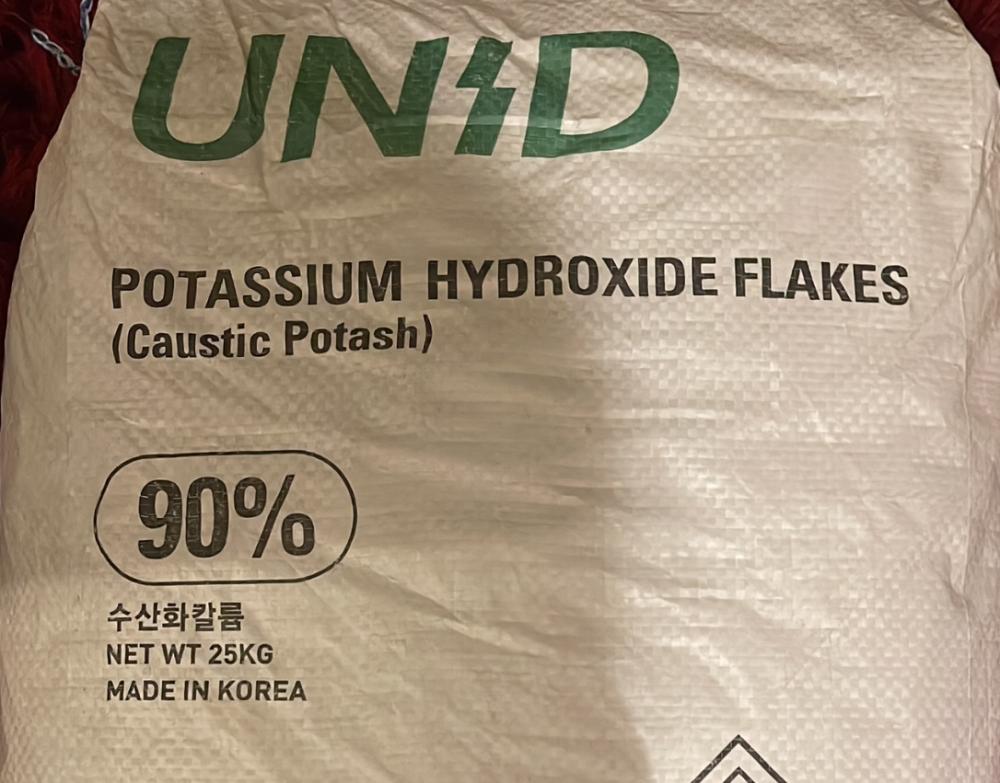 UNID
POTASSIUM HYDROXIDE FLAKES
(Caustic Potash)
90%
수산화칼륨
NET WT 25KG
MADE IN KOREA